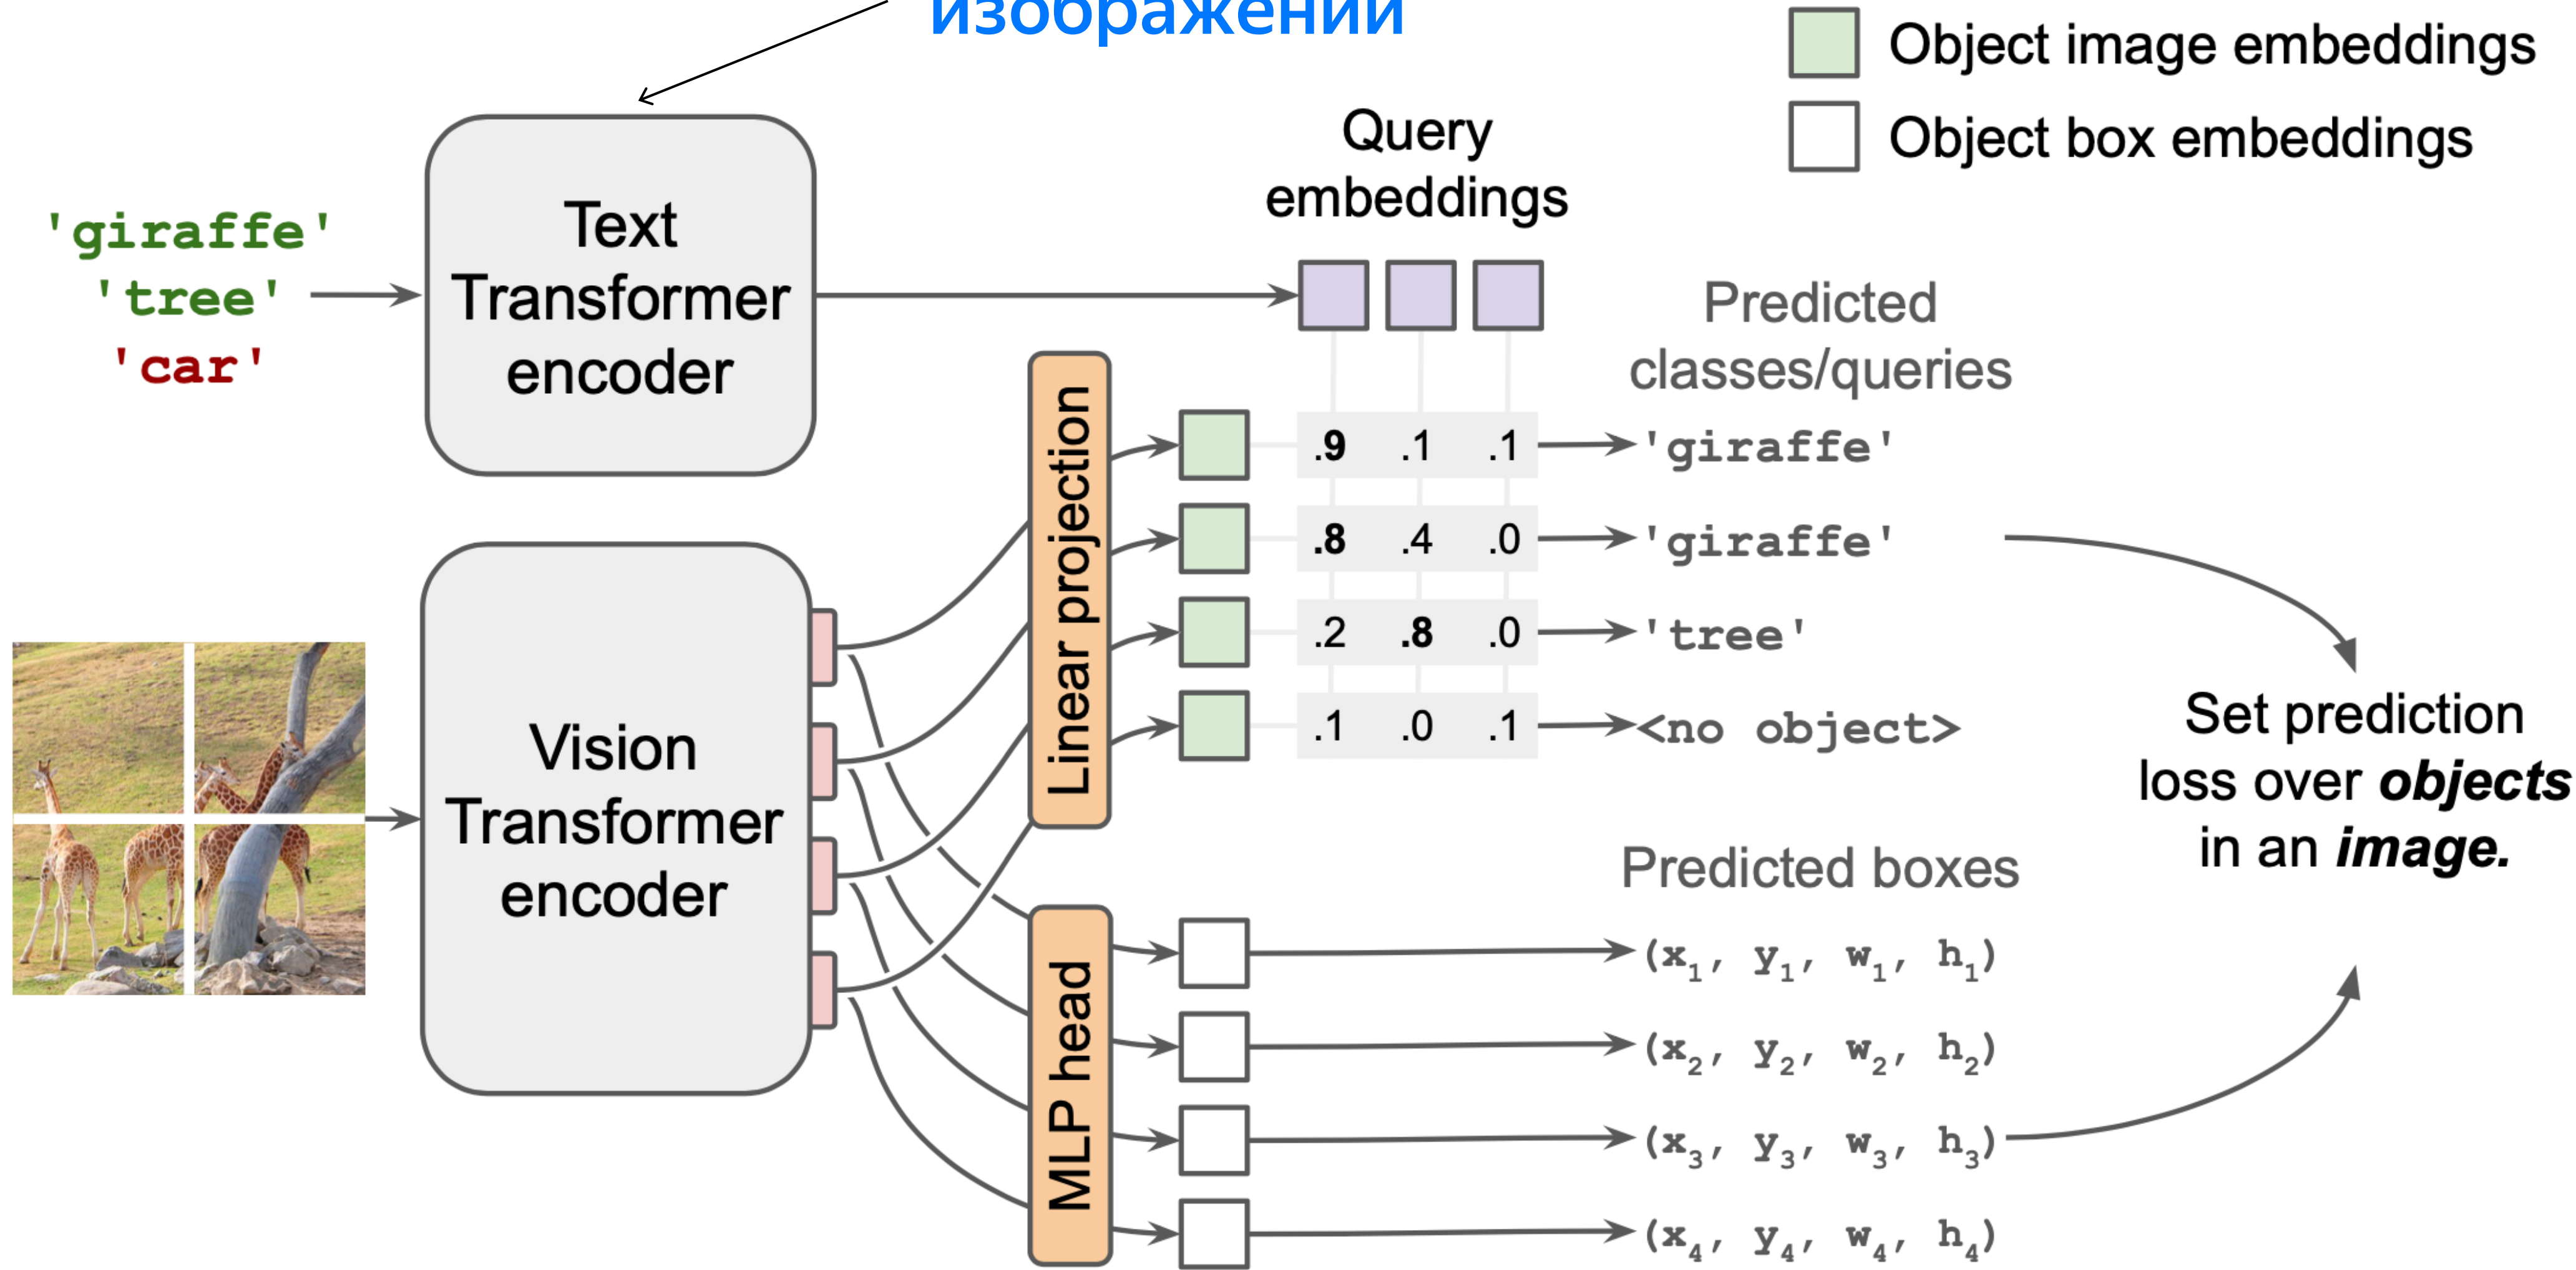 изображений
Object image embeddings
Object box embeddings
Query
embeddings
'giraffe'
'tree'
'car'
Text
Transformer
encoder
Predicted
classes/queries
Linear projection
.9 .1 .1
'giraffe'
.8 .4 .0
'giraffe'
.2 .8 .0
'tree'
.1 .0 .1
<no object>
Vision
Transformer
encoder
Set prediction
loss over objects
in an image.
Predicted boxes
MLP head
(x₁, y₁, w₁, h₁)
(x₂, y₂, w₂, h₂)
(x₃, y₃, w₃, h₃)
(x₄, y₄, w₄, h₄)